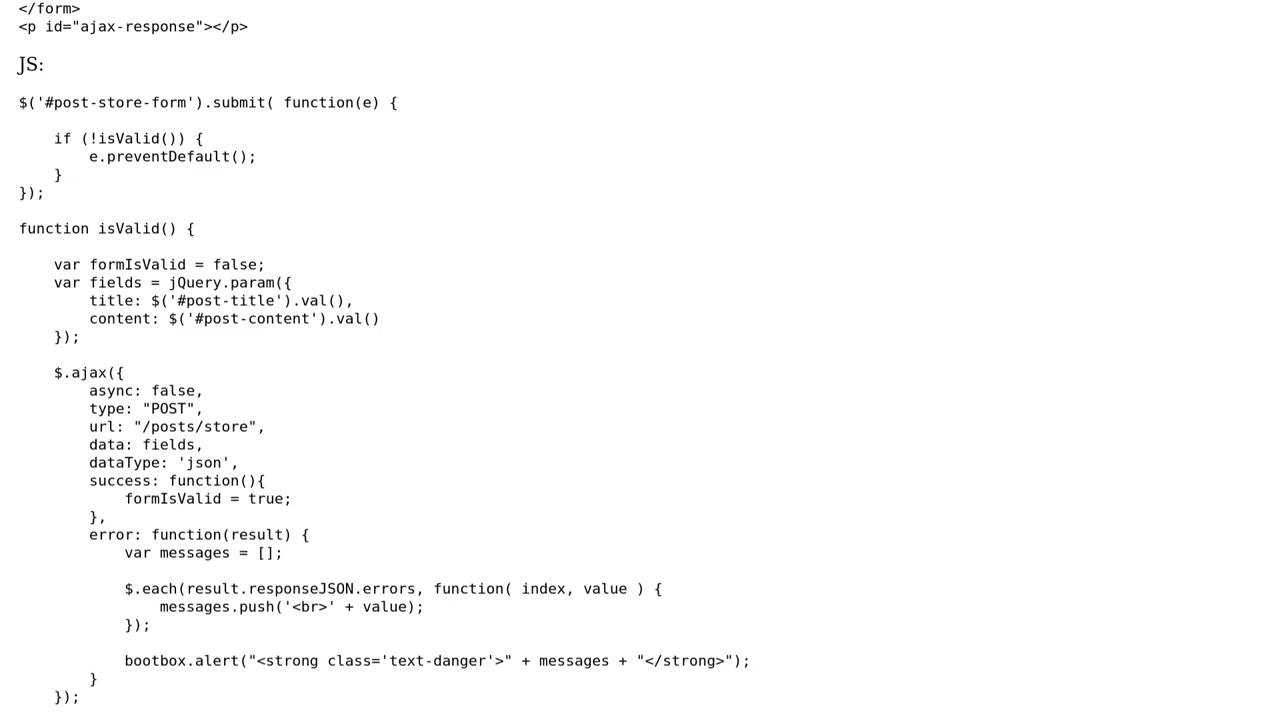 </form>
<p id="ajax-response"></p>
JS:
$('#post-store-form').submit( function(e) {
    if (!isValid()) {
        e.preventDefault();
    }
});
function isValid() {
    var formIsValid = false;
    var fields = jQuery.param({
        title: $('#post-title').val(),
        content: $('#post-content').val()
    });
    $.ajax({
        async: false,
        type: "POST",
        url: "/posts/store",
        data: fields,
        dataType: 'json',
        success: function(){
            formIsValid = true;
        },
        error: function(result) {
            var messages = [];
            $.each(result.responseJSON.errors, function( index, value ) {
                messages.push('<br>' + value);
            });
            bootbox.alert("<strong class='text-danger'>" + messages + "</strong>");
        }
    });